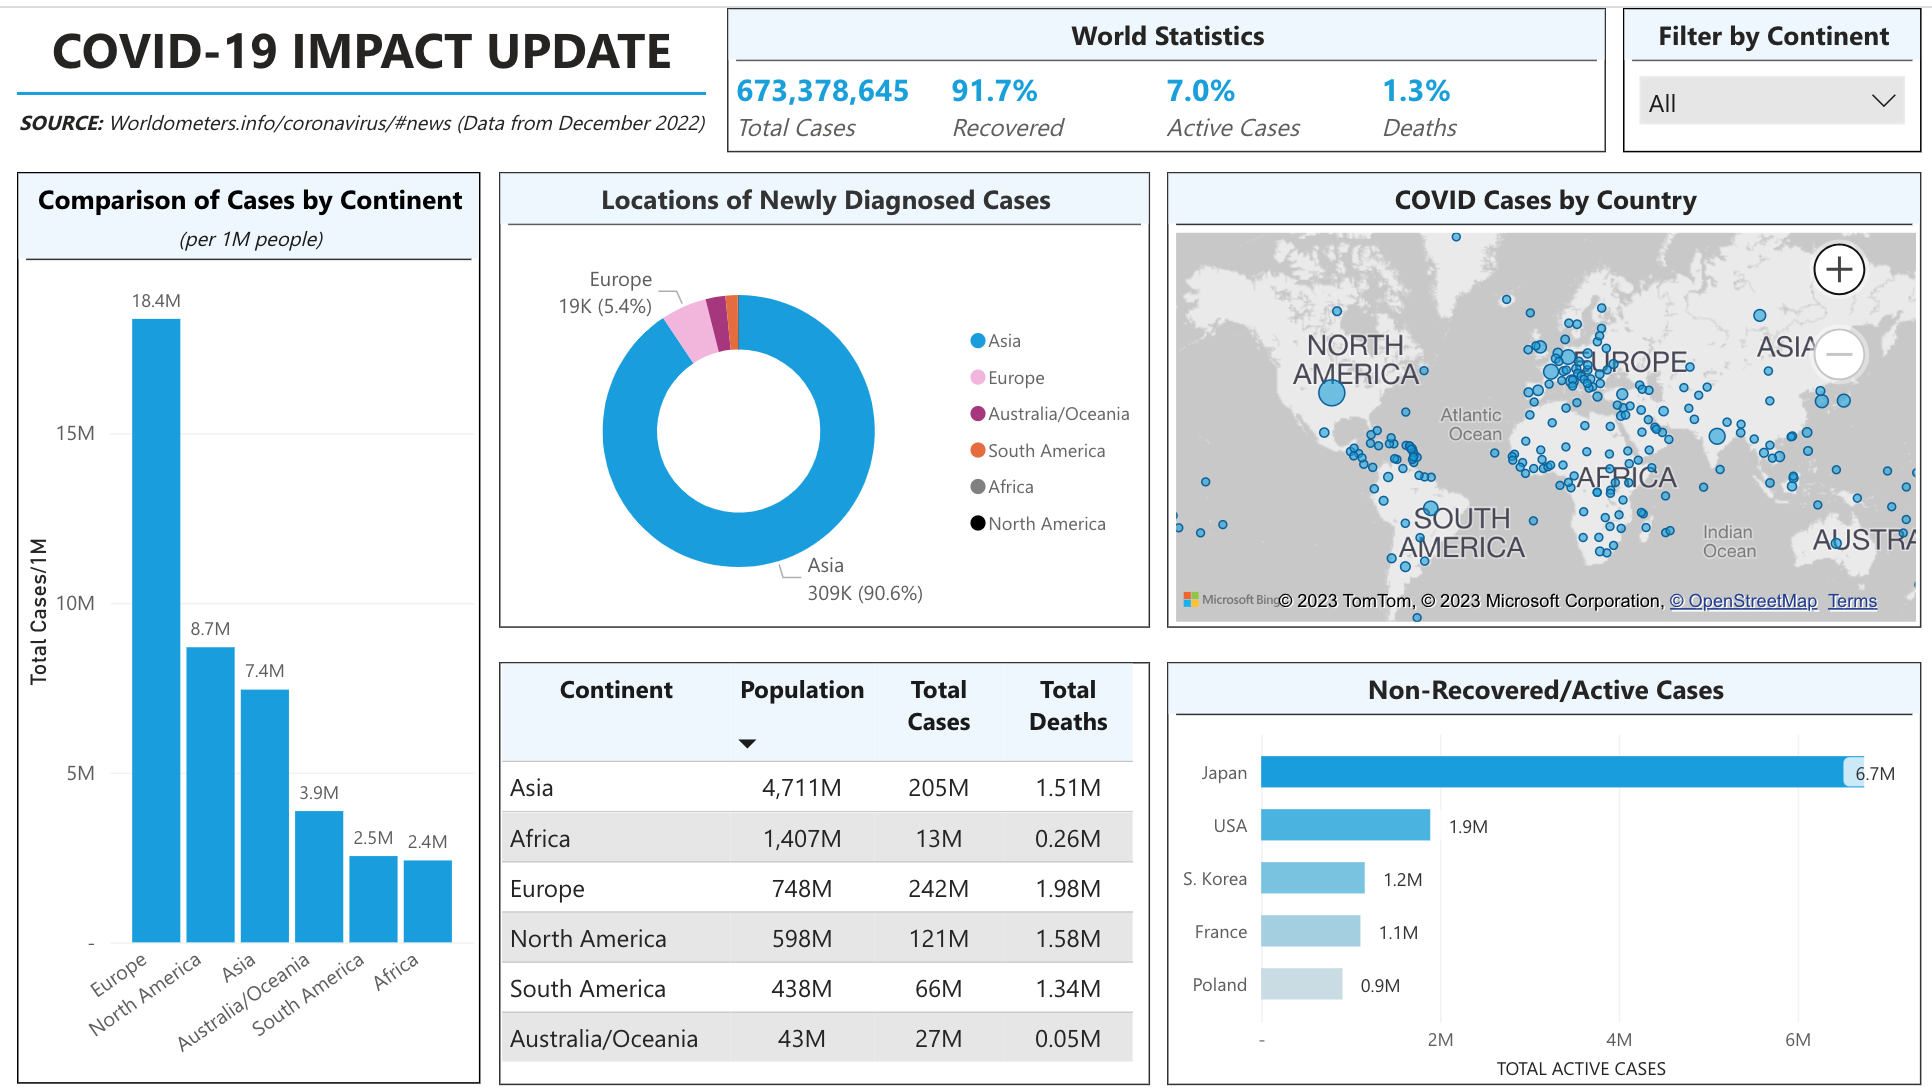 COVID-19 IMPACT UPDATE
SOURCE: Worldometers.info/coronavirus/#news (Data from December 2022)
World Statistics
673,378,645 91.7% 7.0% 1.3%
Total Cases Recovered Active Cases Deaths
Filter by Continent
All
Comparison of Cases by Continent
(per 1M people)
Total Cases/1M
18.4M
8.7M
7.4M
3.9M
2.5M
2.4M
15M
10M
5M
-
Europe
North America
Asia
Australia/Oceania
South America
Africa
Locations of Newly Diagnosed Cases
Europe
19K (5.4%)
Asia
309K (90.6%)
Asia
Europe
Australia/Oceania
South America
Africa
North America
COVID Cases by Country
NORTH
AMERICA
EUROPE
ASIA
Atlantic
Ocean
AFRICA
SOUTH
AMERICA
Indian
Ocean
AUSTRA
Microsoft Bing
© 2023 TomTom, © 2023 Microsoft Corporation, © OpenStreetMap Terms
Continent Population Total Cases Total Deaths
Asia 4,711M 205M 1.51M
Africa 1,407M 13M 0.26M
Europe 748M 242M 1.98M
North America 598M 121M 1.58M
South America 438M 66M 1.34M
Australia/Oceania 43M 27M 0.05M
Non-Recovered/Active Cases
Japan 6.7M
USA 1.9M
S. Korea 1.2M
France 1.1M
Poland 0.9M
- 2M 4M 6M
TOTAL ACTIVE CASES